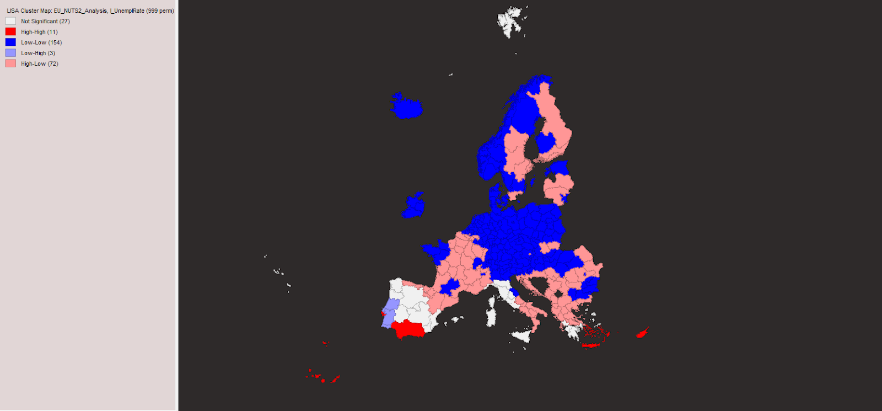 LISA Cluster Map: EU_NUTS2_Analysis, I_UnempRate (999 perm)
Not Significant (27)
High-High (11)
Low-Low (154)
Low-High (3)
High-Low (72)